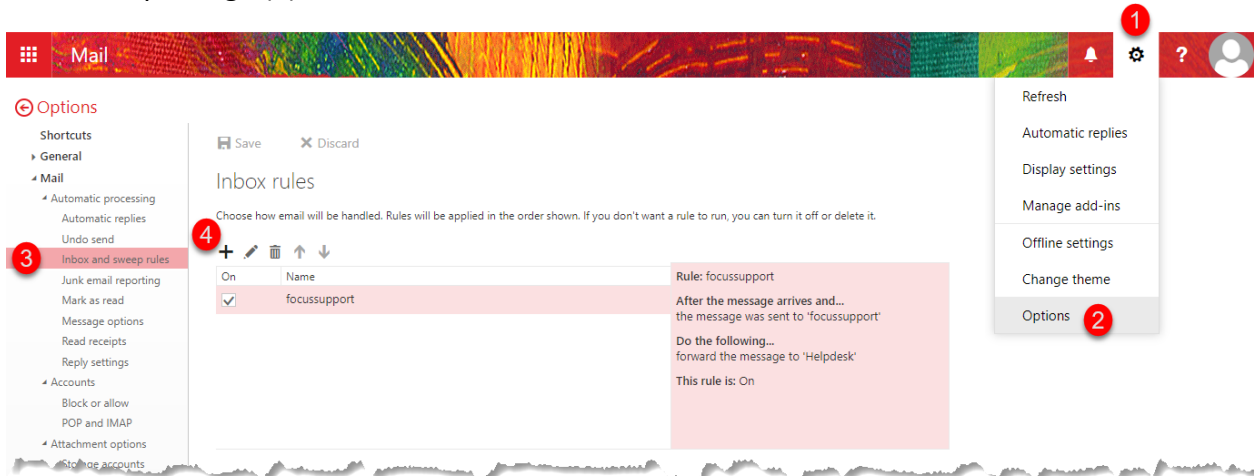 1
Mail
?
Options
Shortcuts
General
Mail
Automatic processing
Automatic replies
Undo send
3
Inbox and sweep rules
Junk email reporting
Mark as read
Message options
Read receipts
Reply settings
Accounts
Block or allow
POP and IMAP
Attachment options
Storage accounts
Save Discard
Inbox rules
Choose how email will be handled. Rules will be applied in the order shown. If you don't want a rule to run, you can turn it off or delete it.
4
On Name
focussupport
Rule: focussupport
After the message arrives and...
the message was sent to 'focussupport'
Do the following...
forward the message to 'Helpdesk'
This rule is: On
Refresh
Automatic replies
Display settings
Manage add-ins
Offline settings
Change theme
Options 2